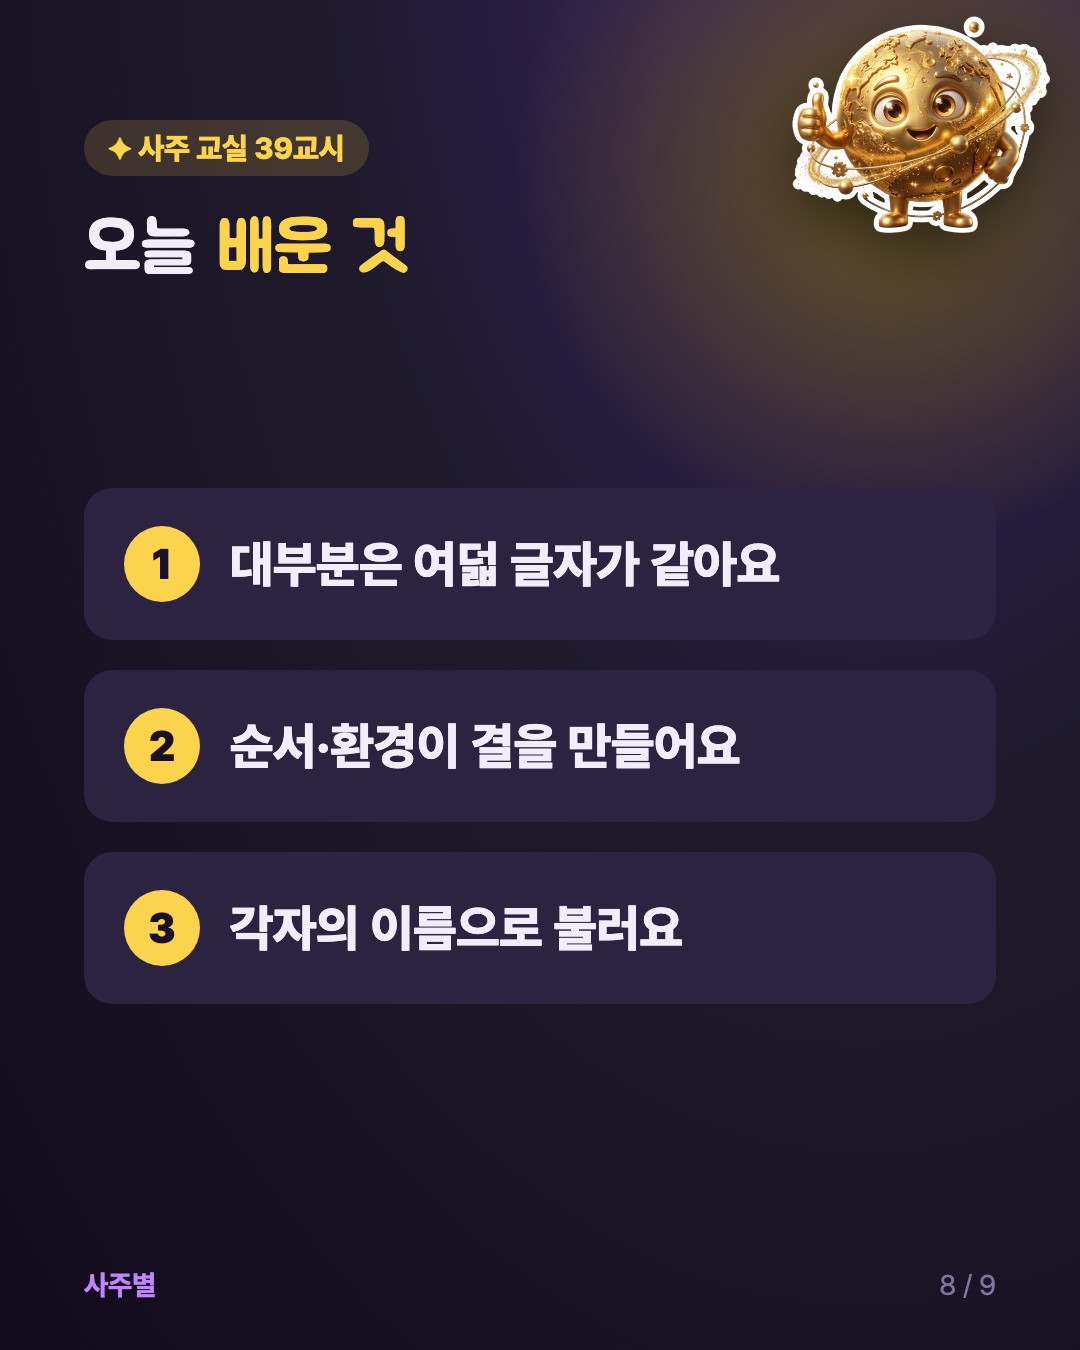 ✦ 사주 교실 39교시
오늘 배운 것
1 대부분은 여덟 글자가 같아요
2 순서·환경이 결을 만들어요
3 각자의 이름으로 불러요
사주별
8 / 9